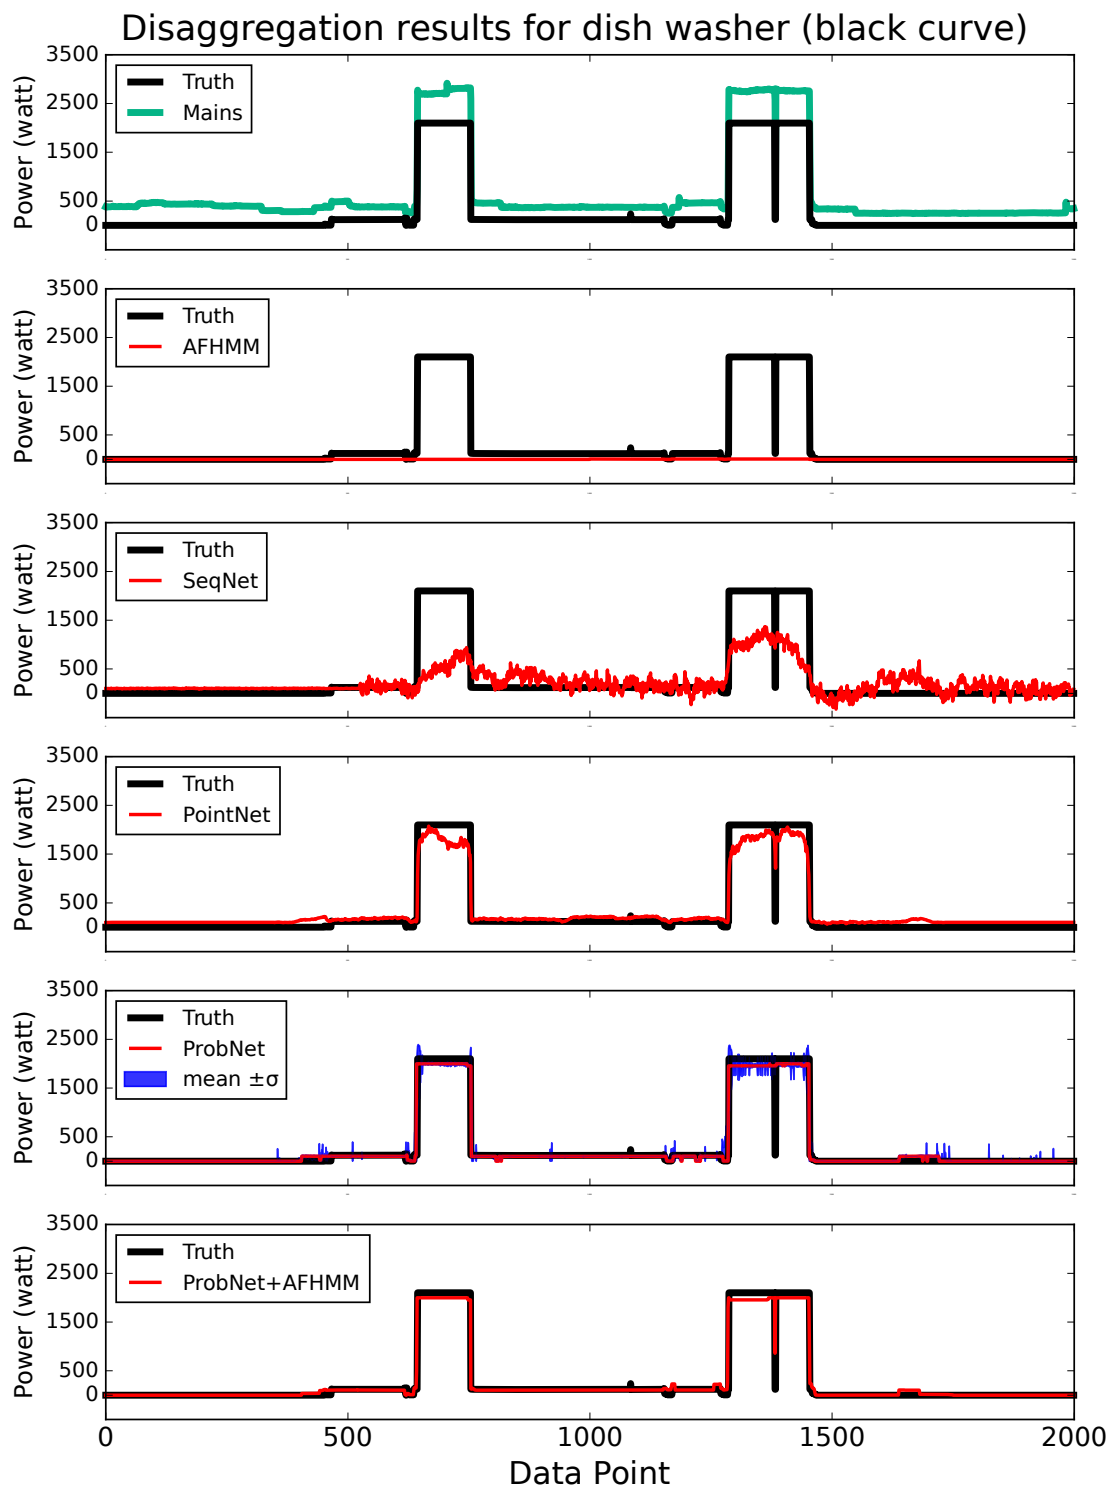 Disaggregation results for dish washer (black curve)
3500
2500
1500
500
0
Power (watt)
Truth
Mains
3500
2500
1500
500
0
Power (watt)
Truth
AFHMM
3500
2500
1500
500
0
Power (watt)
Truth
SeqNet
3500
2500
1500
500
0
Power (watt)
Truth
PointNet
3500
2500
1500
500
0
Power (watt)
Truth
ProbNet
mean ±σ
3500
2500
1500
500
0
Power (watt)
Truth
ProbNet+AFHMM
0 500 1000 1500 2000
Data Point